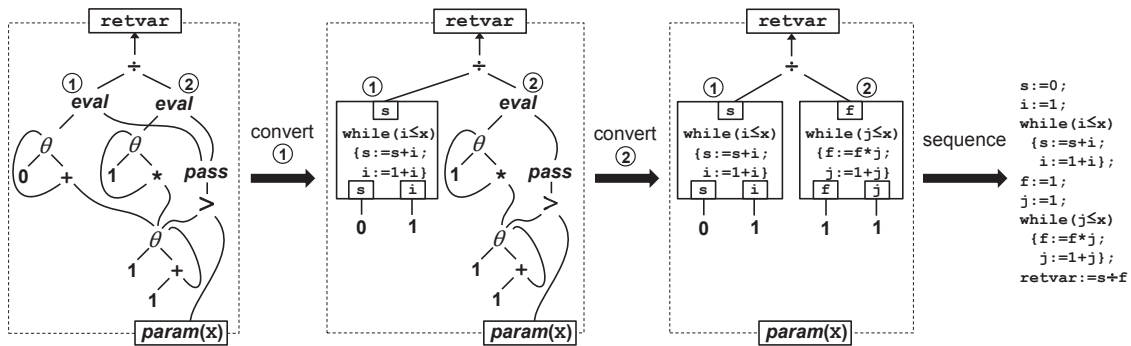 retvar
÷
① ②
eval eval
θ θ
0 + 1 *
pass
>
θ
1 +
1
param(x)
convert
①
retvar
÷
① ②
s
while(i≤x)
{s:=s+i;
i:=1+i}
s i
0 1
eval
θ
1 *
pass
>
θ
1 +
1
param(x)
convert
②
retvar
÷
① ②
s
while(i≤x)
{s:=s+i;
i:=1+i}
s i
0 1
f
while(j≤x)
{f:=f*j;
j:=1+j}
f j
1 1
param(x)
sequence
s:=0;
i:=1;
while(i≤x)
{s:=s+i;
i:=1+i};
f:=1;
j:=1;
while(j≤x)
{f:=f*j;
j:=1+j};
retvar:=s÷f